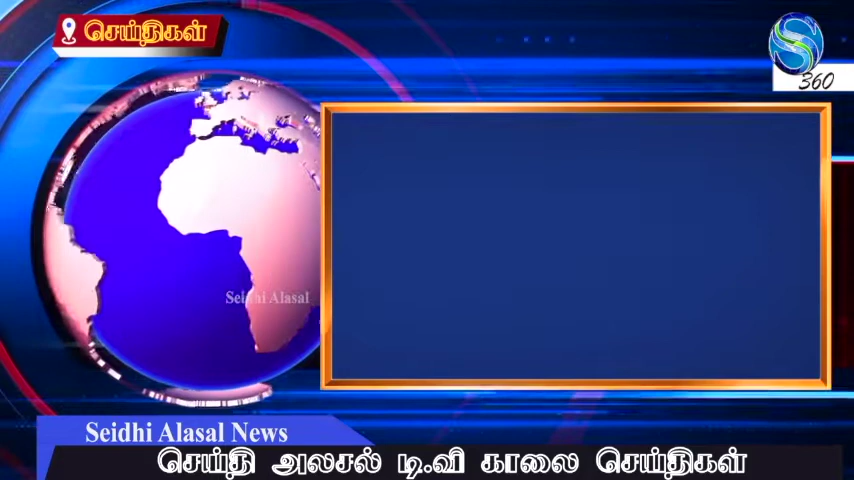 செய்திகள்
360
Seidhi Alasal
Seidhi Alasal News
செய்தி அலசல் டி.வி காலை செய்திகள்